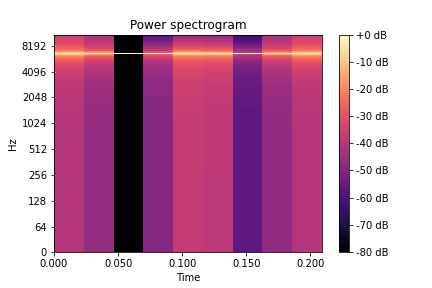 Power spectrogram
8192
4096
2048
1024
512
256
128
64
0
Hz
0.000 0.050 0.100 0.150 0.200
Time
+0 dB
-10 dB
-20 dB
-30 dB
-40 dB
-50 dB
-60 dB
-70 dB
-80 dB